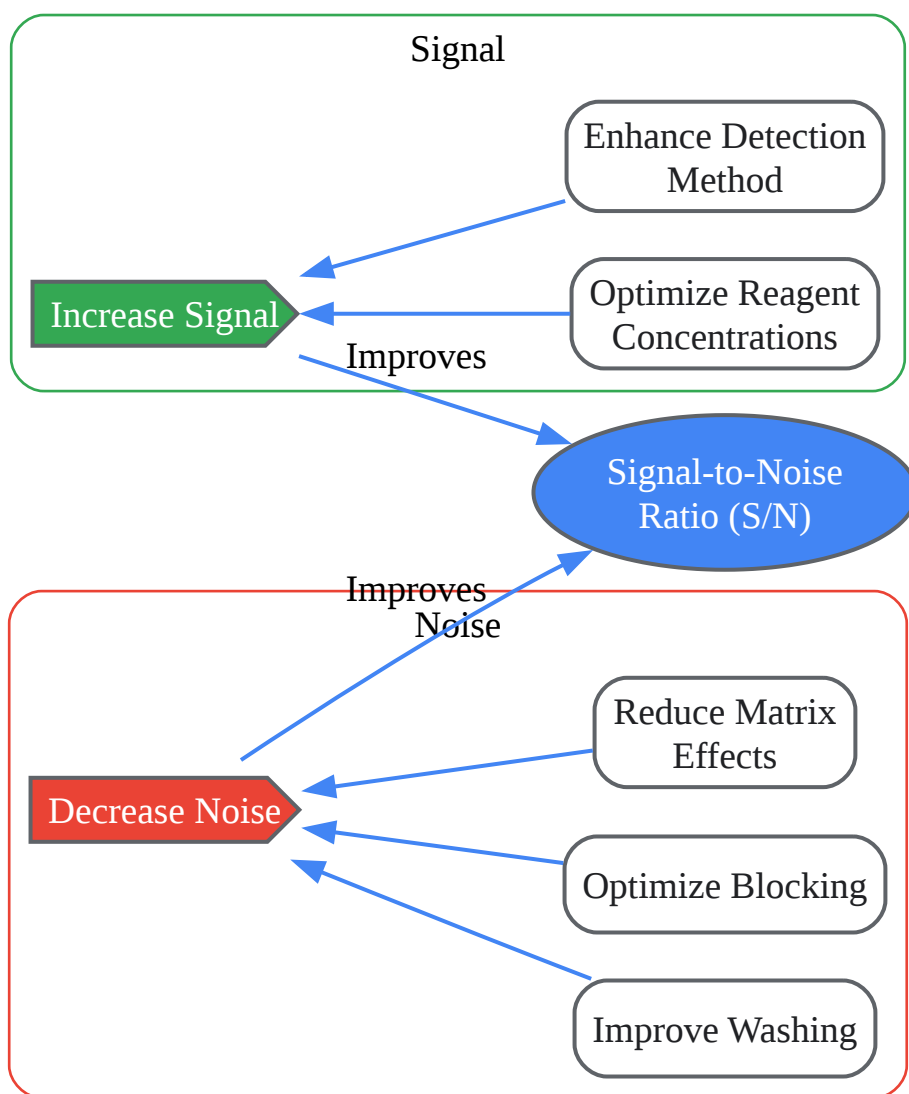 Signal
Enhance Detection
Method
Increase Signal
Optimize Reagent
Concentrations
Improves
Signal-to-Noise
Ratio (S/N)
Improves
Noise
Reduce Matrix
Effects
Decrease Noise
Optimize Blocking
Improve Washing